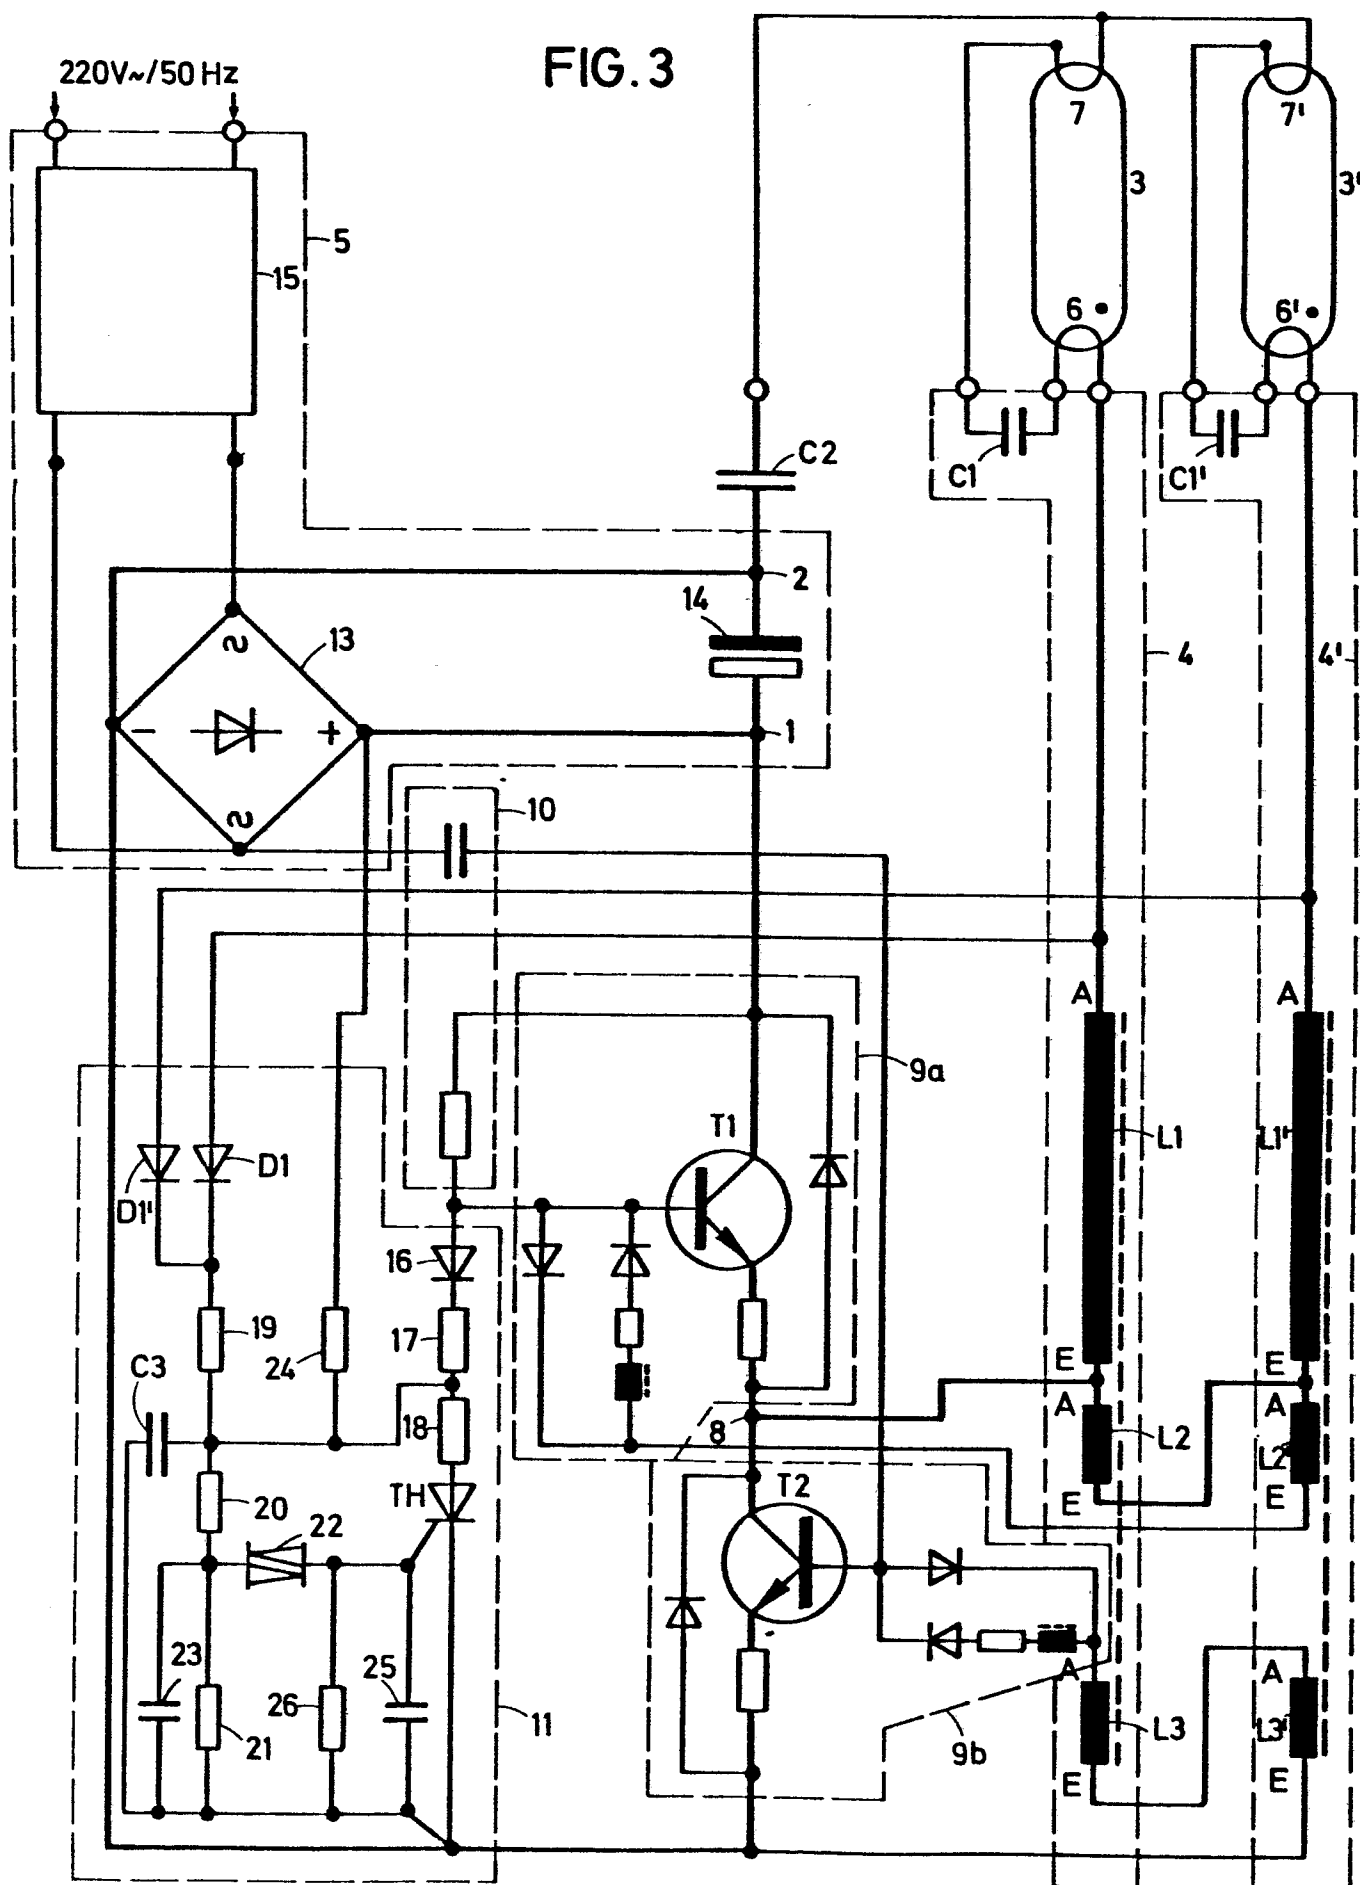 FIG. 3
220V~/50 Hz
7
7'
3
3'
5
15
6
6'
C2
C1
C1'
2
14
13
4
4'
- +
1
10
A
A
9a
T1
L1
L1'
D1
D1'
16
E
E
19
17
A
A
C3
24
18
8
L2
L2'
TH
T2
E
E
20
22
23
25
A
A
26
11
L3
L3'
21
9b
E
E